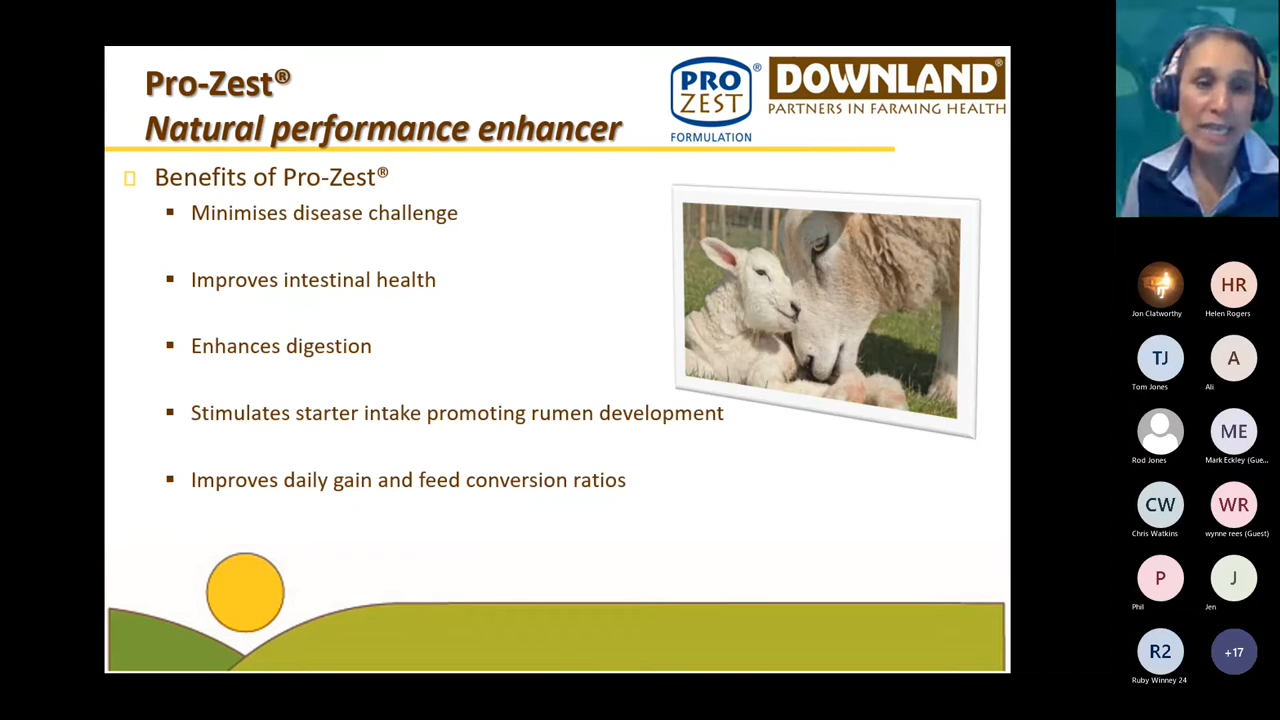 Pro-Zest®
Natural performance enhancer
PRO
ZEST
®
FORMULATION
DOWNLAND®
PARTNERS IN FARMING HEALTH
Benefits of Pro-Zest®
Minimises disease challenge
Improves intestinal health
Enhances digestion
Stimulates starter intake promoting rumen development
Improves daily gain and feed conversion ratios
HR
Jon Clatworthy
Helen Rogers
TJ
A
Tom Jones
Ali
ME
Rod Jones
Mark Eckley (Gue...
CW
WR
Chris Watkins
wynne rees (Guest)
P
J
Phil
Jen
R2
+17
Ruby Winney 24